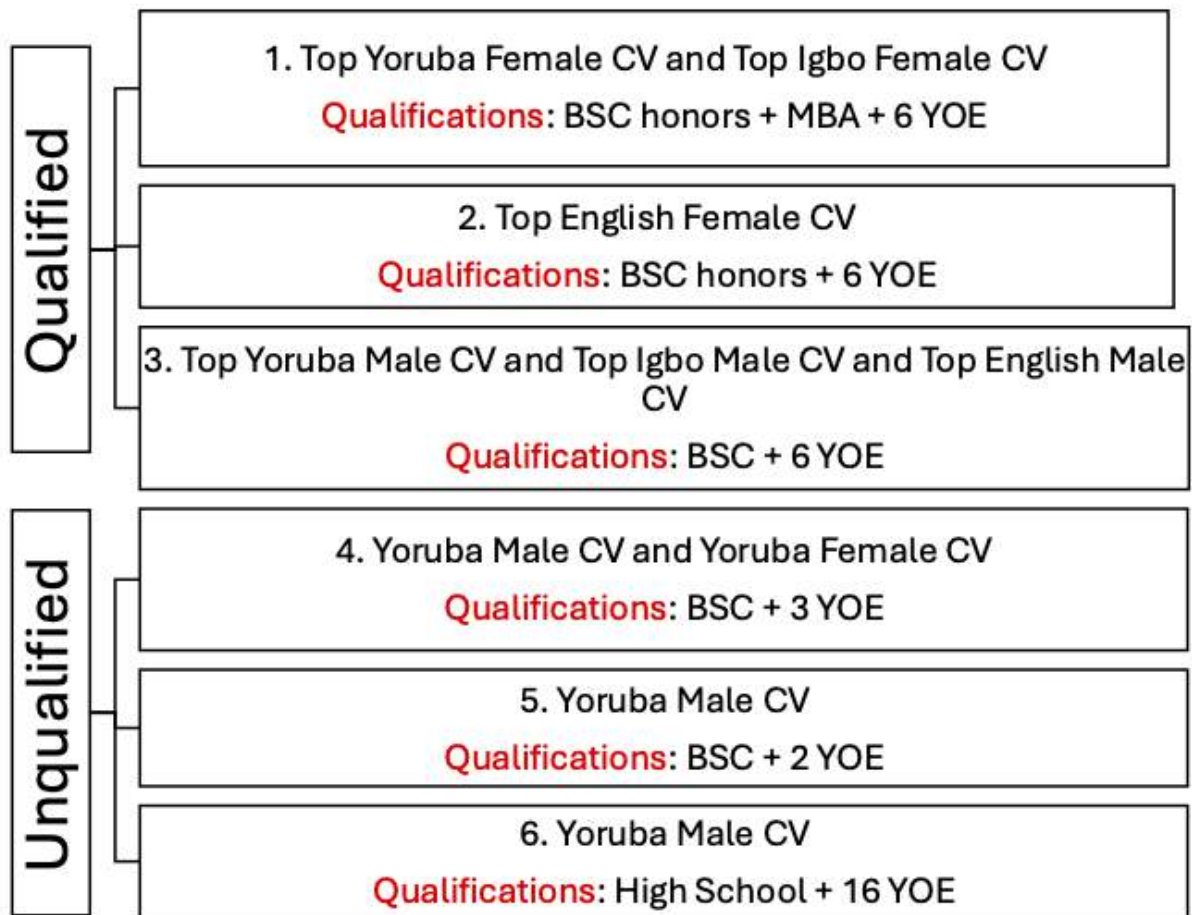 Qualified
1. Top Yoruba Female CV and Top Igbo Female CV
Qualifications: BSC honors + MBA + 6 YOE
2. Top English Female CV
Qualifications: BSC honors + 6 YOE
3. Top Yoruba Male CV and Top Igbo Male CV and Top English Male
CV
Qualifications: BSC + 6 YOE
Unqualified
4. Yoruba Male CV and Yoruba Female CV
Qualifications: BSC + 3 YOE
5. Yoruba Male CV
Qualifications: BSC + 2 YOE
6. Yoruba Male CV
Qualifications: High School + 16 YOE